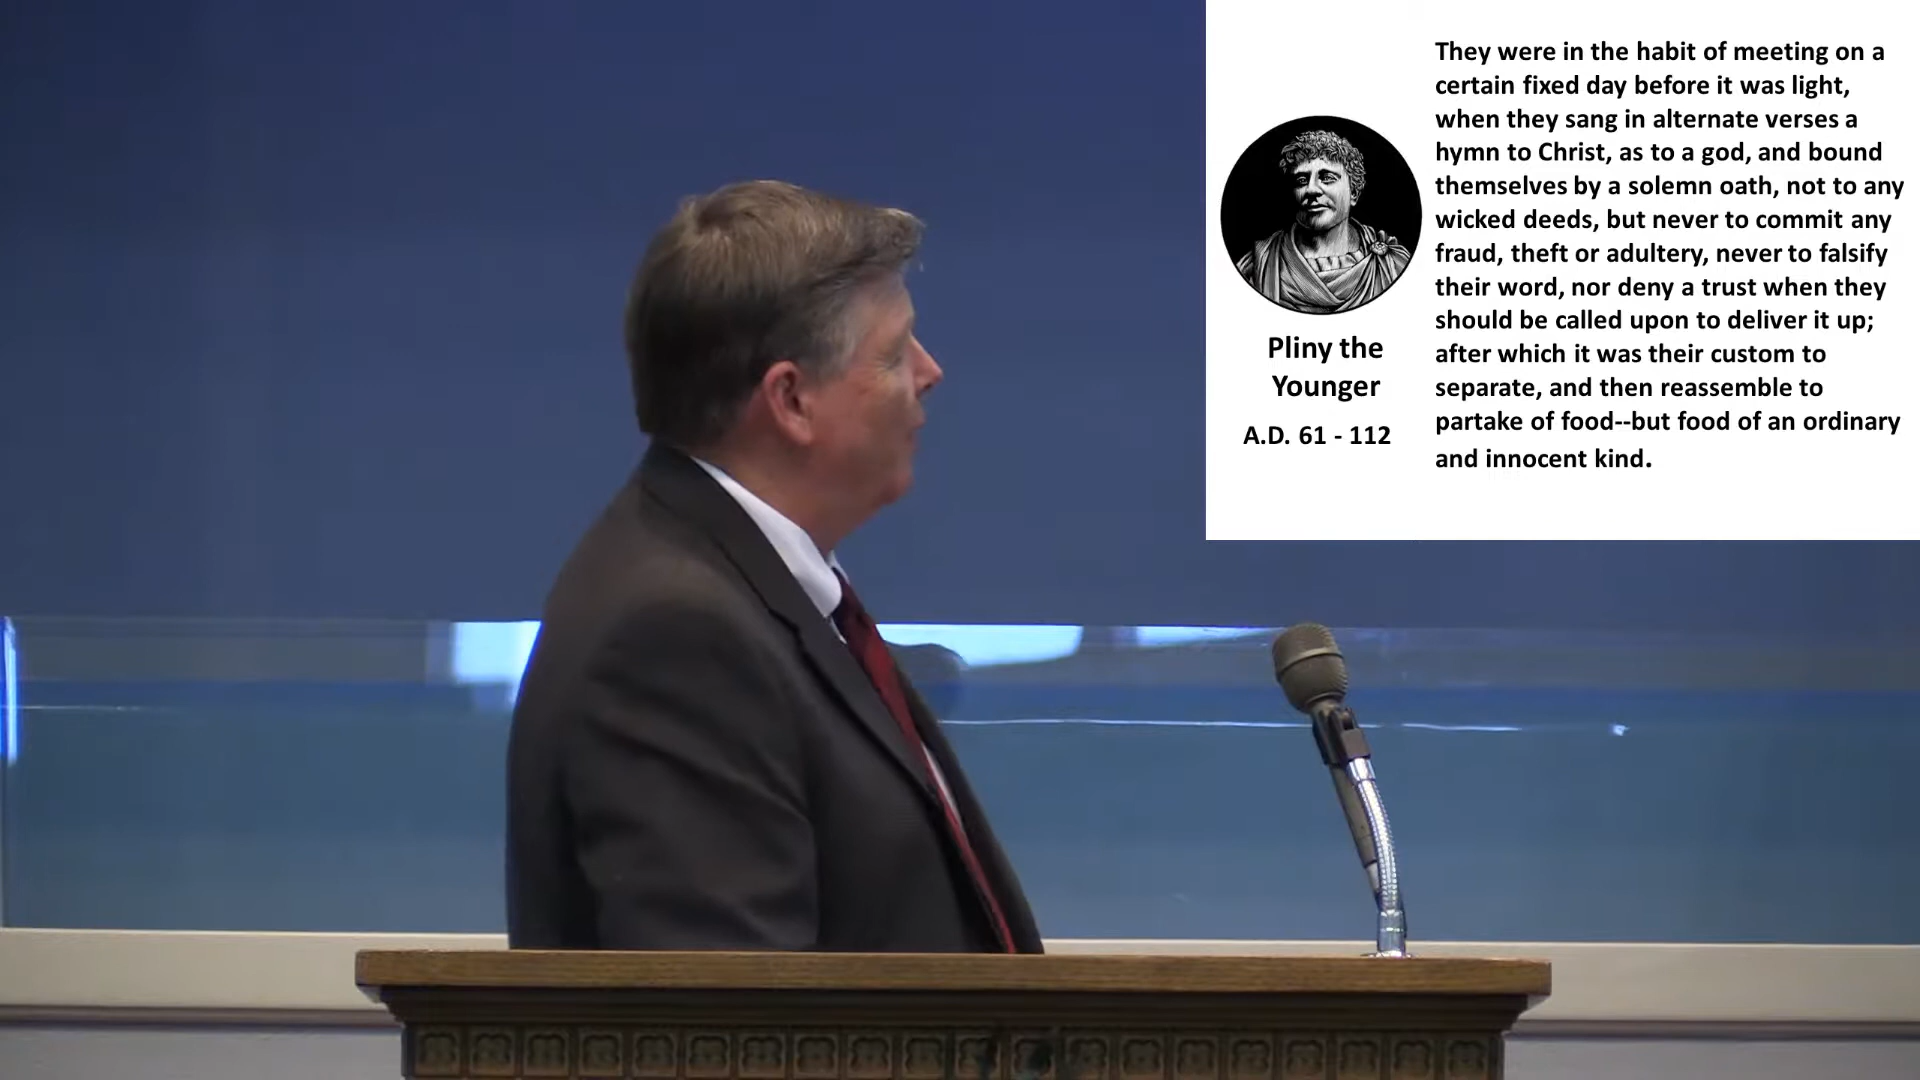 They were in the habit of meeting on a
certain fixed day before it was light,
when they sang in alternate verses a
hymn to Christ, as to a god, and bound
themselves by a solemn oath, not to any
wicked deeds, but never to commit any
fraud, theft or adultery, never to falsify
their word, nor deny a trust when they
should be called upon to deliver it up;
after which it was their custom to
separate, and then reassemble to
partake of food--but food of an ordinary
and innocent kind.
Pliny the
Younger
A.D. 61 - 112